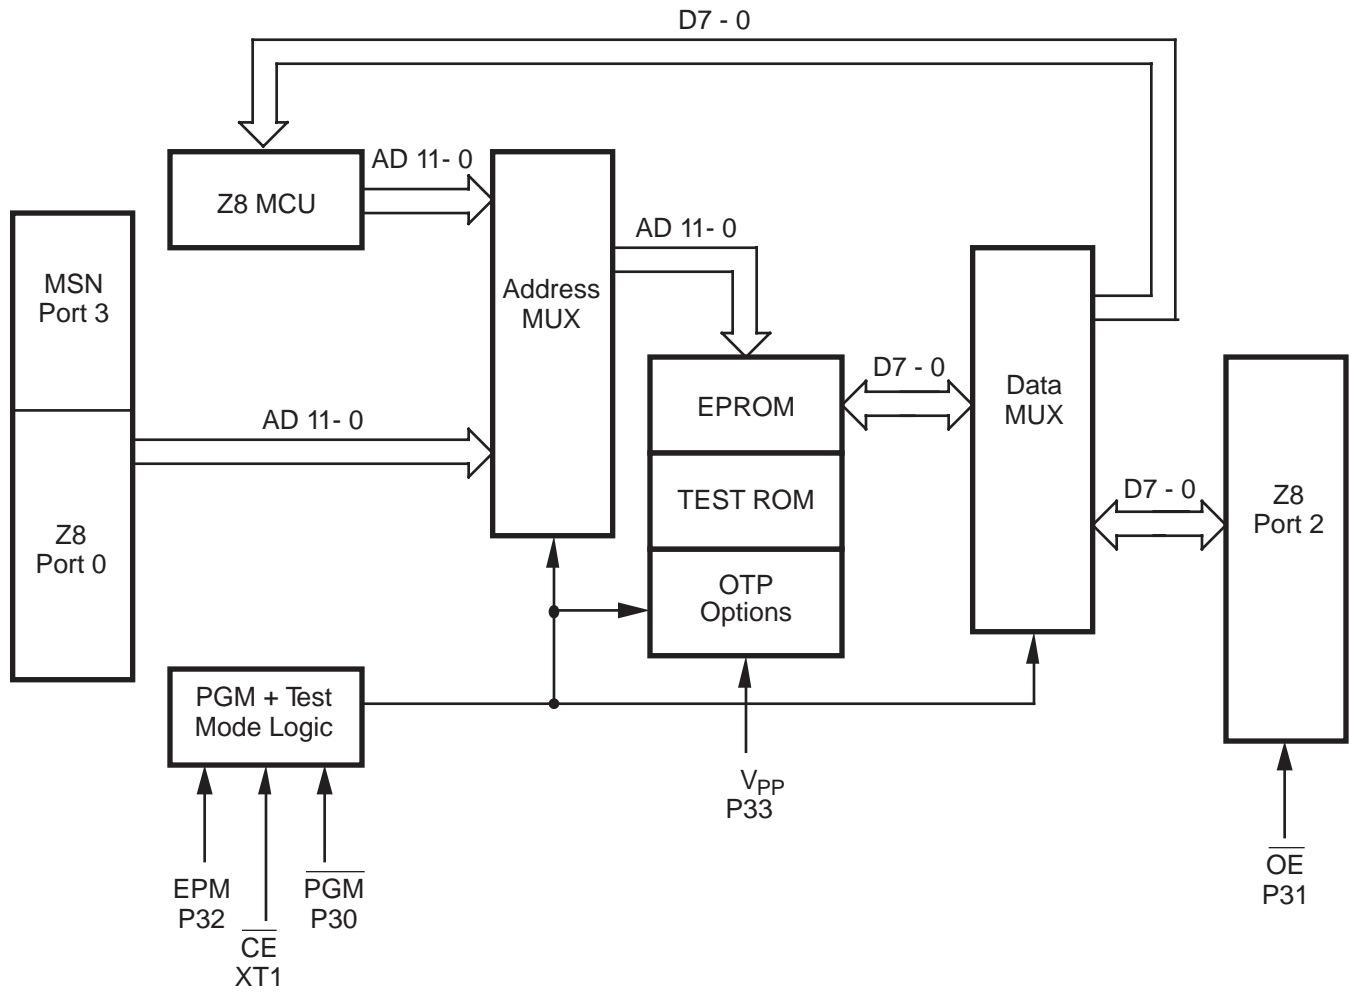 D7 - 0
AD 11- 0
Z8 MCU
MSN
Port 3
AD 11- 0
Address
MUX
D7 - 0
Data
MUX
EPROM
AD 11- 0
TEST ROM
D7 - 0
Z8
Port 2
Z8
Port 0
OTP
Options
PGM + Test
Mode Logic
VPP
P33
EPM
P32
CE
XT1
PGM
P30
OE
P31